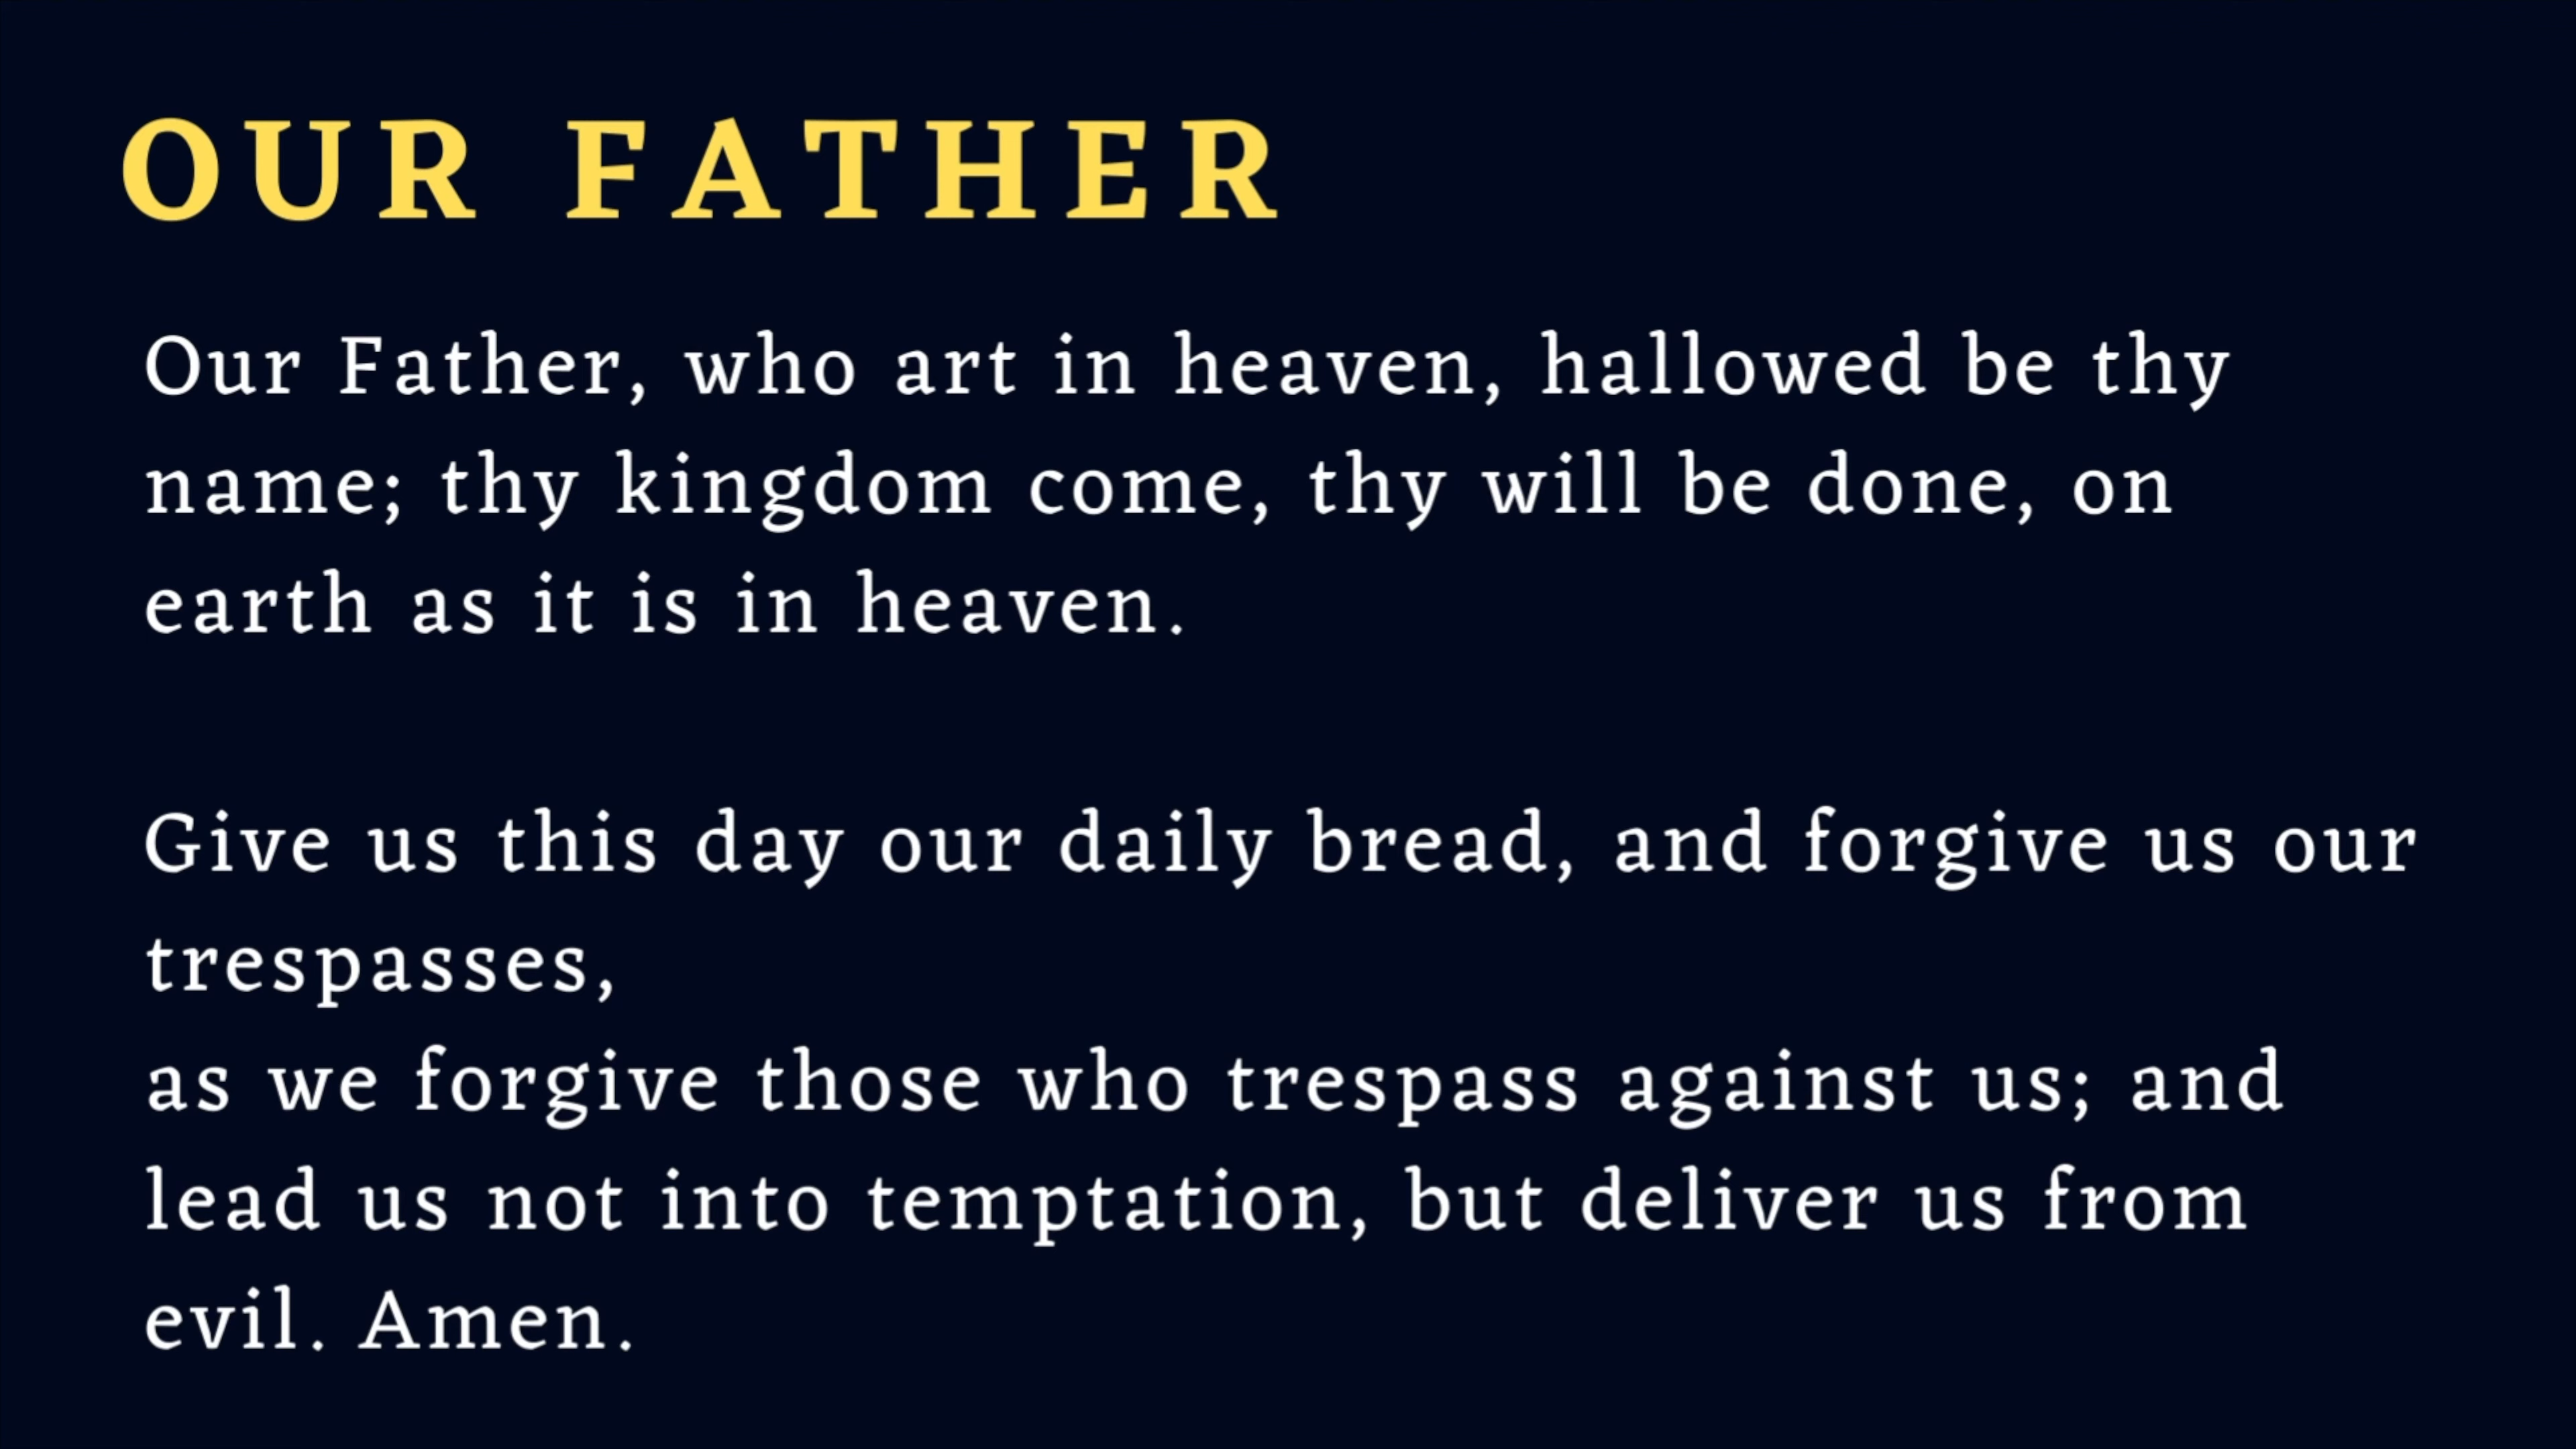 OUR FATHER
Our Father, who art in heaven, hallowed be thy
name; thy kingdom come, thy will be done, on
earth as it is in heaven.
Give us this day our daily bread, and forgive us our
trespasses,
as we forgive those who trespass against us; and
lead us not into temptation, but deliver us from
evil. Amen.